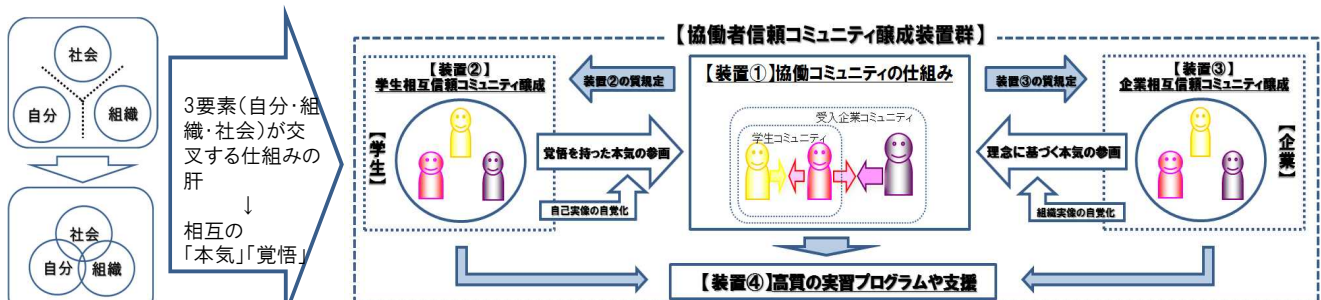 社会
自分
組織
社会
自分
組織
3要素(自分・組
織・社会)が交
叉する仕組みの
肝
↓
相互の
「本気」「覚悟」
【協働者信頼コミュニティ醸成装置群】
【装置②】
学生相互信頼コミュニティ醸成
【学生】
装置②の質規定
覚悟を持った本気の参画
自己実像の自覚化
【装置①】協働コミュニティの仕組み
受入企業コミュニティ
学生コミュニティ
装置③の質規定
理念に基づく本気の参画
組織実像の自覚化
【装置③】
企業相互信頼コミュニティ醸成
【企業】
【装置④】高質の実習プログラムや支援